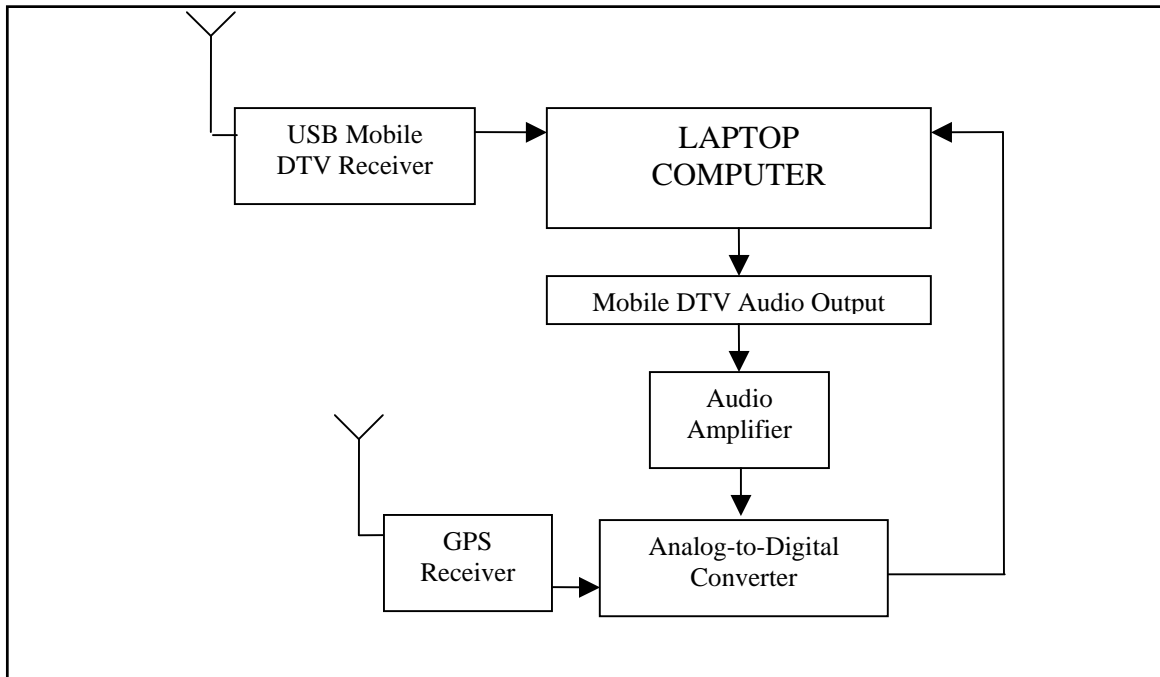 USB Mobile
DTV Receiver
LAPTOP
COMPUTER
Mobile DTV Audio Output
Audio
Amplifier
GPS
Receiver
Analog-to-Digital
Converter